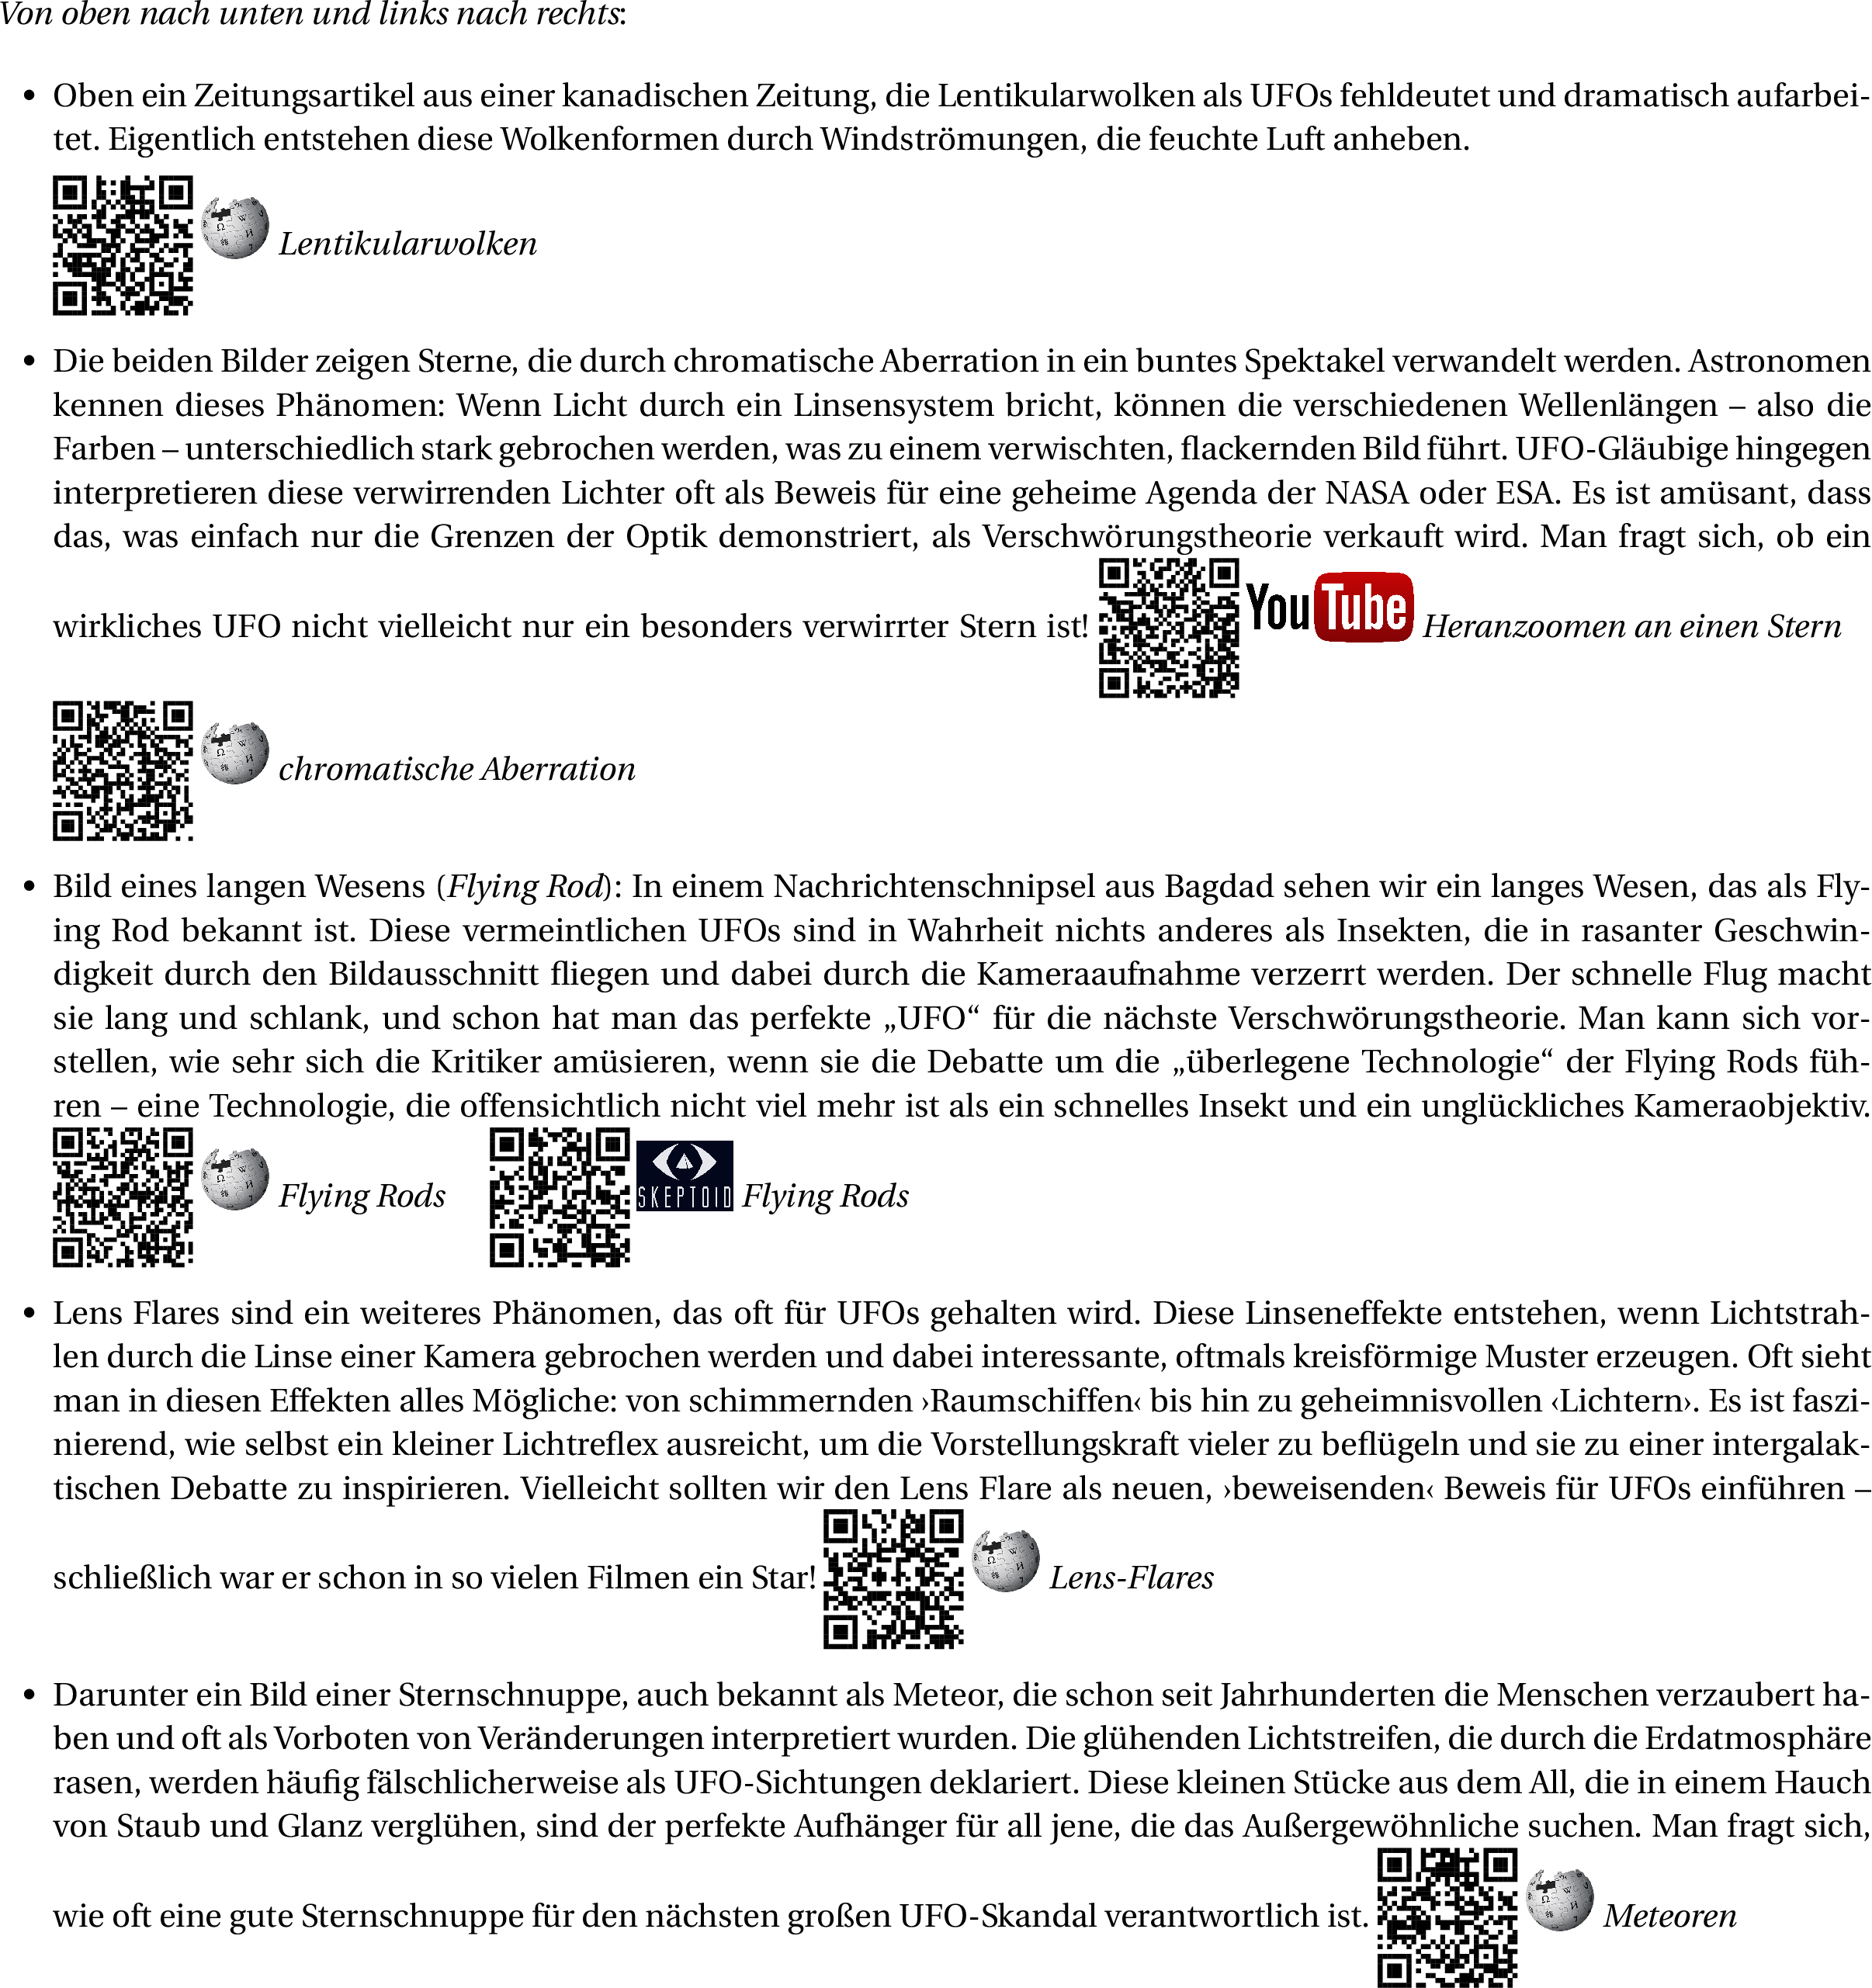 Von oben nach unten und links nach rechts:
• Oben ein Zeitungsartikel aus einer kanadischen Zeitung, die Lentikularwolken als UFOs fehldeutet und dramatisch aufarbei-
tet. Eigentlich entstehen diese Wolkenformen durch Windströmungen, die feuchte Luft anheben.
Lentikularwolken
• Die beiden Bilder zeigen Sterne, die durch chromatische Aberration in ein buntes Spektakel verwandelt werden. Astronomen
kennen dieses Phänomen: Wenn Licht durch ein Linsensystem bricht, können die verschiedenen Wellenlängen – also die
Farben – unterschiedlich stark gebrochen werden, was zu einem verwischten, flackernden Bild führt. UFO-Gläubige hingegen
interpretieren diese verwirrenden Lichter oft als Beweis für eine geheime Agenda der NASA oder ESA. Es ist amüsant, dass
das, was einfach nur die Grenzen der Optik demonstriert, als Verschwörungstheorie verkauft wird. Man fragt sich, ob ein
wirkliches UFO nicht vielleicht nur ein besonders verwirrter Stern ist! YouTube Heranzoomen an einen Stern
chromatische Aberration
• Bild eines langen Wesens (Flying Rod): In einem Nachrichtenschnipsel aus Bagdad sehen wir ein langes Wesen, das als Fly-
ing Rod bekannt ist. Diese vermeintlichen UFOs sind in Wahrheit nichts anderes als Insekten, die in rasanter Geschwin-
digkeit durch den Bildausschnitt fliegen und dabei durch die Kameraaufnahme verzerrt werden. Der schnelle Flug macht
sie lang und schlank, und schon hat man das perfekte „UFO“ für die nächste Verschwörungstheorie. Man kann sich vor-
stellen, wie sehr sich die Kritiker amüsieren, wenn sie die Debatte um die „überlegene Technologie“ der Flying Rods füh-
ren – eine Technologie, die offensichtlich nicht viel mehr ist als ein schnelles Insekt und ein unglückliches Kameraobjektiv.
Flying Rods SKEPTOID Flying Rods
• Lens Flares sind ein weiteres Phänomen, das oft für UFOs gehalten wird. Diese Linseneffekte entstehen, wenn Lichtstrah-
len durch die Linse einer Kamera gebrochen werden und dabei interessante, oftmals kreisförmige Muster erzeugen. Oft sieht
man in diesen Effekten alles Mögliche: von schimmernden ›Raumschiffen‹ bis hin zu geheimnisvollen ‹Lichtern›. Es ist faszi-
nierend, wie selbst ein kleiner Lichtreflex ausreicht, um die Vorstellungskraft vieler zu beflügeln und sie zu einer intergalak-
tischen Debatte zu inspirieren. Vielleicht sollten wir den Lens Flare als neuen, ›beweisenden‹ Beweis für UFOs einführen –
schließlich war er schon in so vielen Filmen ein Star! Lens-Flares
• Darunter ein Bild einer Sternschnuppe, auch bekannt als Meteor, die schon seit Jahrhunderten die Menschen verzaubert ha-
ben und oft als Vorboten von Veränderungen interpretiert wurden. Die glühenden Lichtstreifen, die durch die Erdatmosphäre
rasen, werden häufig fälschlicherweise als UFO-Sichtungen deklariert. Diese kleinen Stücke aus dem All, die in einem Hauch
von Staub und Glanz verglühen, sind der perfekte Aufhänger für all jene, die das Außergewöhnliche suchen. Man fragt sich,
wie oft eine gute Sternschnuppe für den nächsten großen UFO-Skandal verantwortlich ist. Meteoren